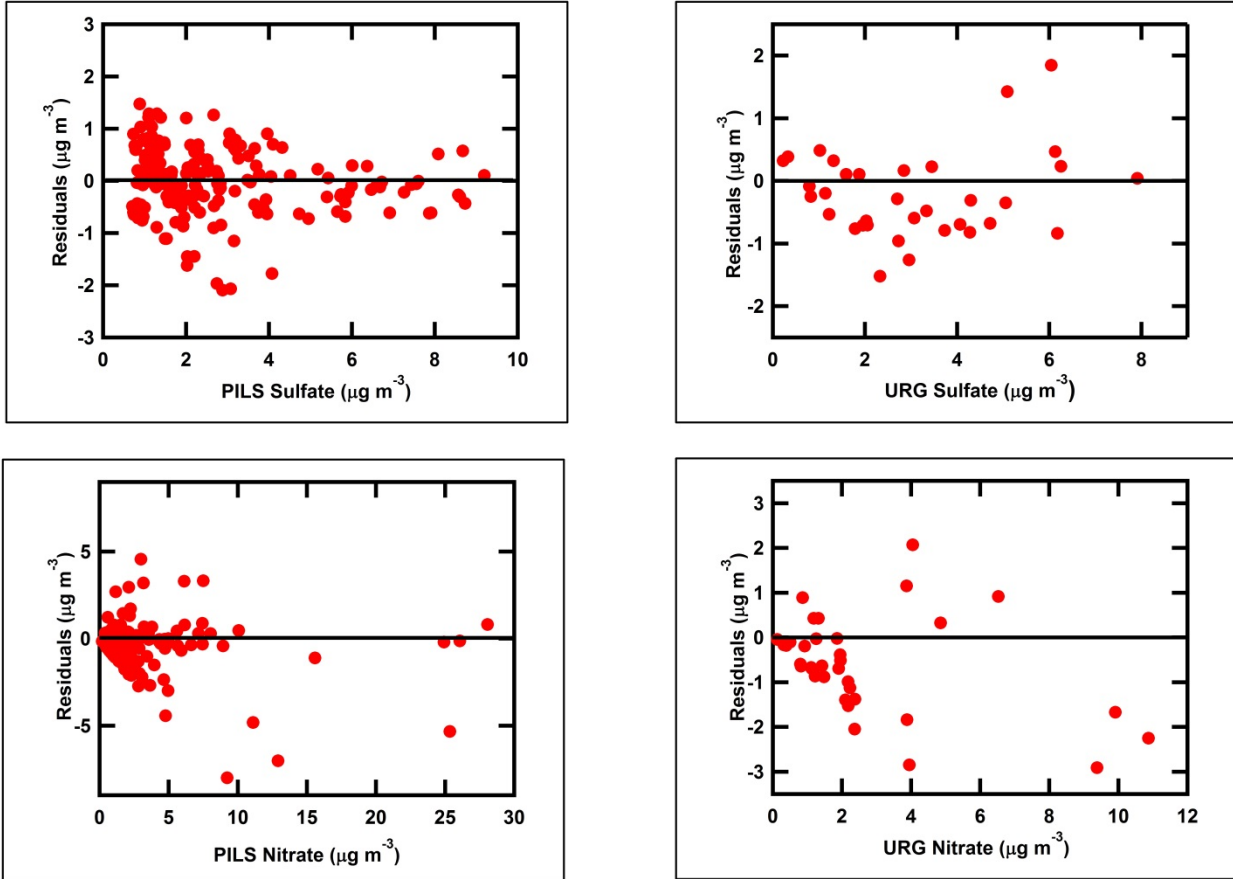 3
2
1
0
-1
-2
-3
Residuals (μg m⁻³)
0 2 4 6 8 10
PILS Sulfate (μg m⁻³)
2
1
0
-1
-2
Residuals (μg m⁻³)
0 2 4 6 8
URG Sulfate (μg m⁻³)
5
0
-5
Residuals (μg m⁻³)
0 5 10 15 20 25 30
PILS Nitrate (μg m⁻³)
3
2
1
0
-1
-2
-3
Residuals (μg m⁻³)
0 2 4 6 8 10 12
URG Nitrate (μg m⁻³)